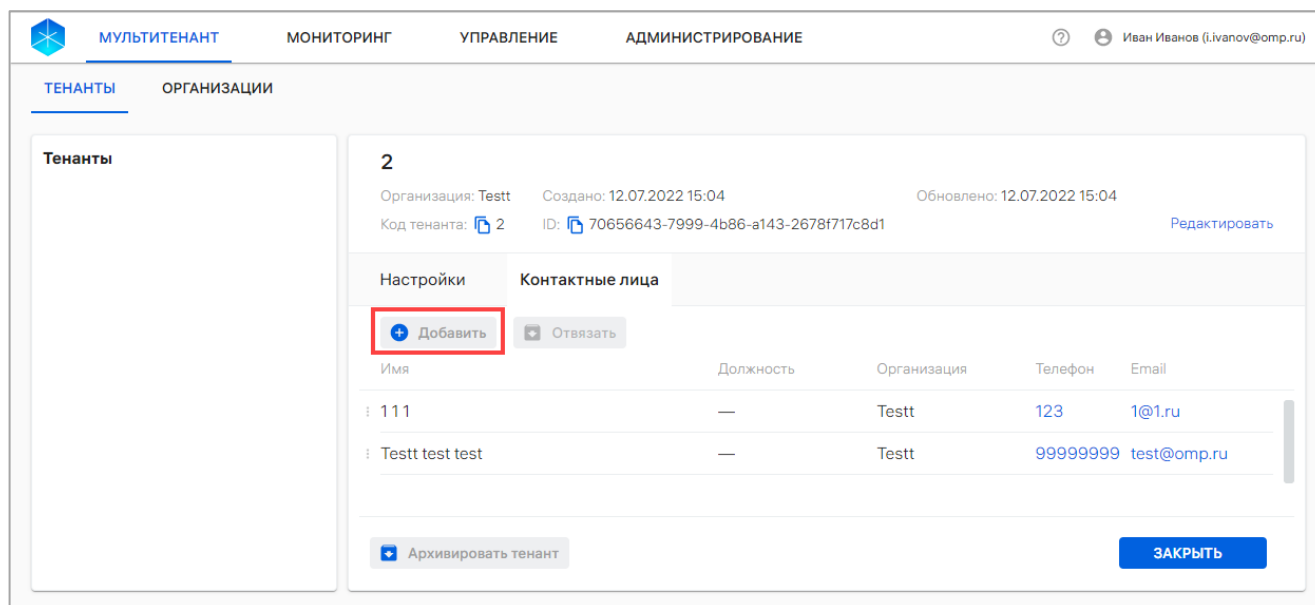 МУЛЬТИТЕНАНТ МОНИТОРИНГ УПРАВЛЕНИЕ АДМИНИСТРИРОВАНИЕ Иван Иванов (i.ivanov@omp.ru)
ТЕНАНТЫ ОРГАНИЗАЦИИ
Тенанты
2
Организация: Testt Создано: 12.07.2022 15:04 Обновлено: 12.07.2022 15:04
Код тенанта: 2 ID: 70656643-7999-4b86-a143-2678f717c8d1 Редактировать
Настройки Контактные лица
Добавить Отвязать
Имя Должность Организация Телефон Email
111 — Testt 123 1@1.ru
Testt test test — Testt 99999999 test@omp.ru
Архивировать тенант ЗАКРЫТЬ